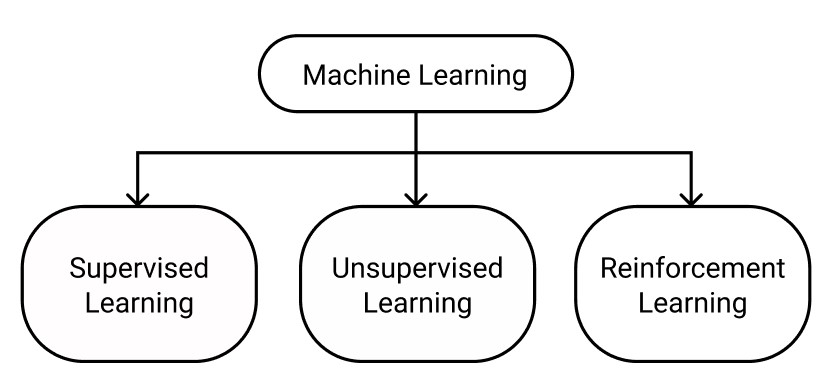 Machine Learning
Supervised
Learning
Unsupervised
Learning
Reinforcement
Learning